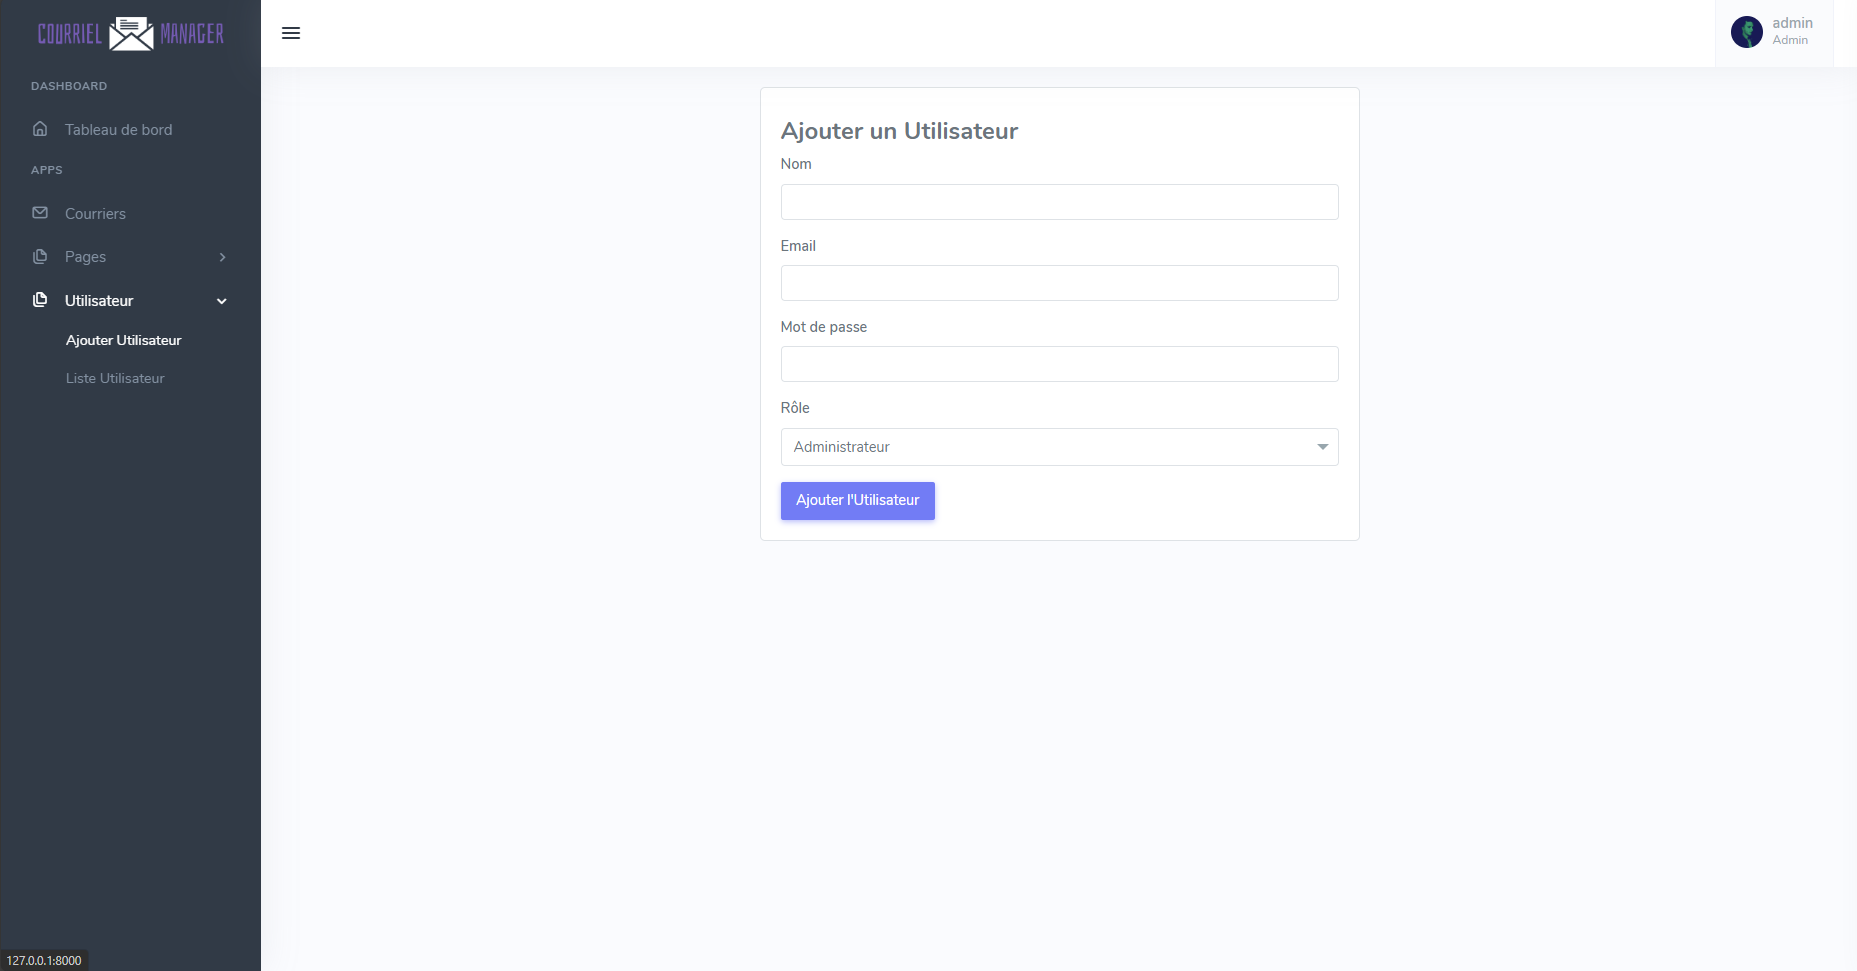 COURRIEL MANAGER
DASHBOARD
Tableau de bord
APPS
Courriers
Pages
Utilisateur
Ajouter Utilisateur
Liste Utilisateur
127.0.0.1:8000
admin
Admin
Ajouter un Utilisateur
Nom
Email
Mot de passe
Rôle
Administrateur
Ajouter l'Utilisateur